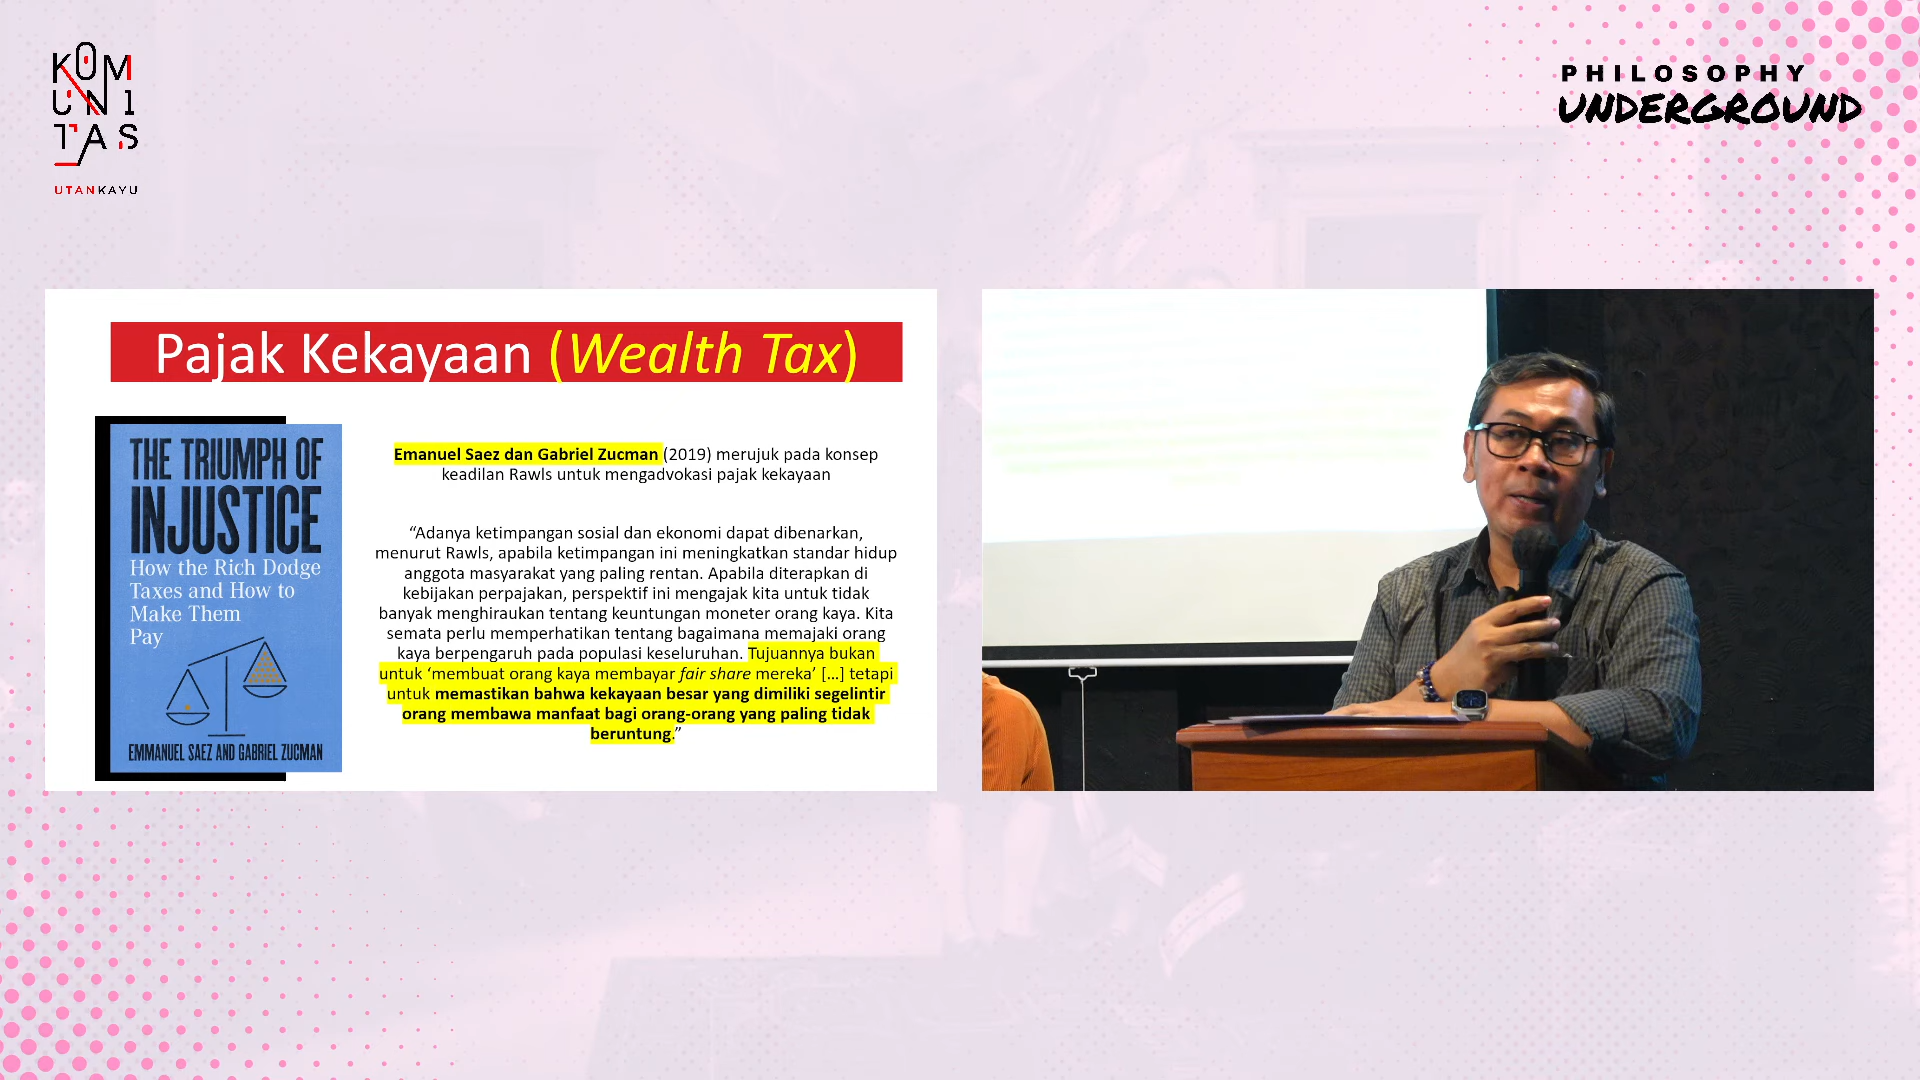 KOM
UNI
TAS
UTANKAYU
PHILOSOPHY
UNDERGROUND
Pajak Kekayaan (Wealth Tax)
THE TRIUMPH OF
INJUSTICE
How the Rich Dodge
Taxes and How to
Make Them
Pay
EMMANUEL SAEZ AND GABRIEL ZUCMAN
Emanuel Saez dan Gabriel Zucman (2019) merujuk pada konsep
keadilan Rawls untuk mengadvokasi pajak kekayaan
“Adanya ketimpangan sosial dan ekonomi dapat dibenarkan,
menurut Rawls, apabila ketimpangan ini meningkatkan standar hidup
anggota masyarakat yang paling rentan. Apabila diterapkan di
kebijakan perpajakan, perspektif ini mengajak kita untuk tidak
banyak menghiraukan tentang keuntungan moneter orang kaya. Kita
semata perlu memperhatikan tentang bagaimana memajaki orang
kaya berpengaruh pada populasi keseluruhan. Tujuannya bukan
untuk ‘membuat orang kaya membayar fair share mereka’ [...] tetapi
untuk memastikan bahwa kekayaan besar yang dimiliki segelintir
orang membawa manfaat bagi orang-orang yang paling tidak
beruntung.”